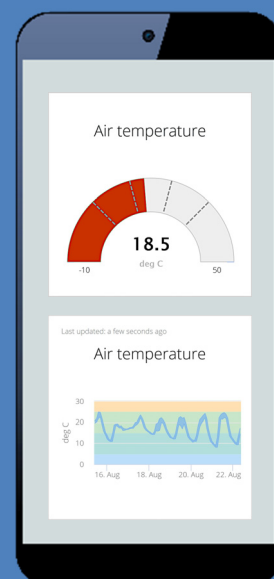 Air temperature
18.5
deg C
-10
50
Last updated: a few seconds ago
Air temperature
30
20
10
0
deg C
16. Aug
18. Aug
20. Aug
22. Aug